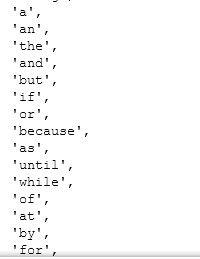 'a',
'an',
'the',
'and',
'but',
'if',
'or',
'because',
'as',
'until',
'while',
'of',
'at',
'by',
'for',